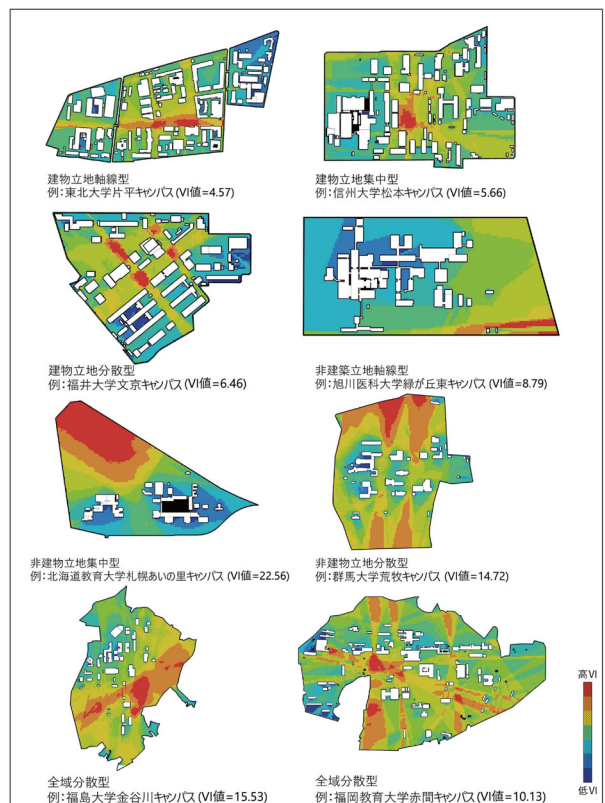 建物立地軸線型
例：東北大学片平キャンパス (VI値=4.57)
建物立地集中型
例：信州大学松本キャンパス (VI値=5.66)
建物立地分散型
例：福井大学文京キャンパス (VI値=6.46)
非建築立地軸線型
例：旭川医科大学緑が丘東キャンパス (VI値=8.79)
非建物立地集中型
例：北海道教育大学札幌あいの里キャンパス (VI値=22.56)
非建物立地分散型
例：群馬大学荒牧キャンパス (VI値=14.72)
高VI
低VI
全域分散型
例：福島大学金谷川キャンパス (VI値=15.53)
全域分散型
例：福岡教育大学赤間キャンパス (VI値=10.13)